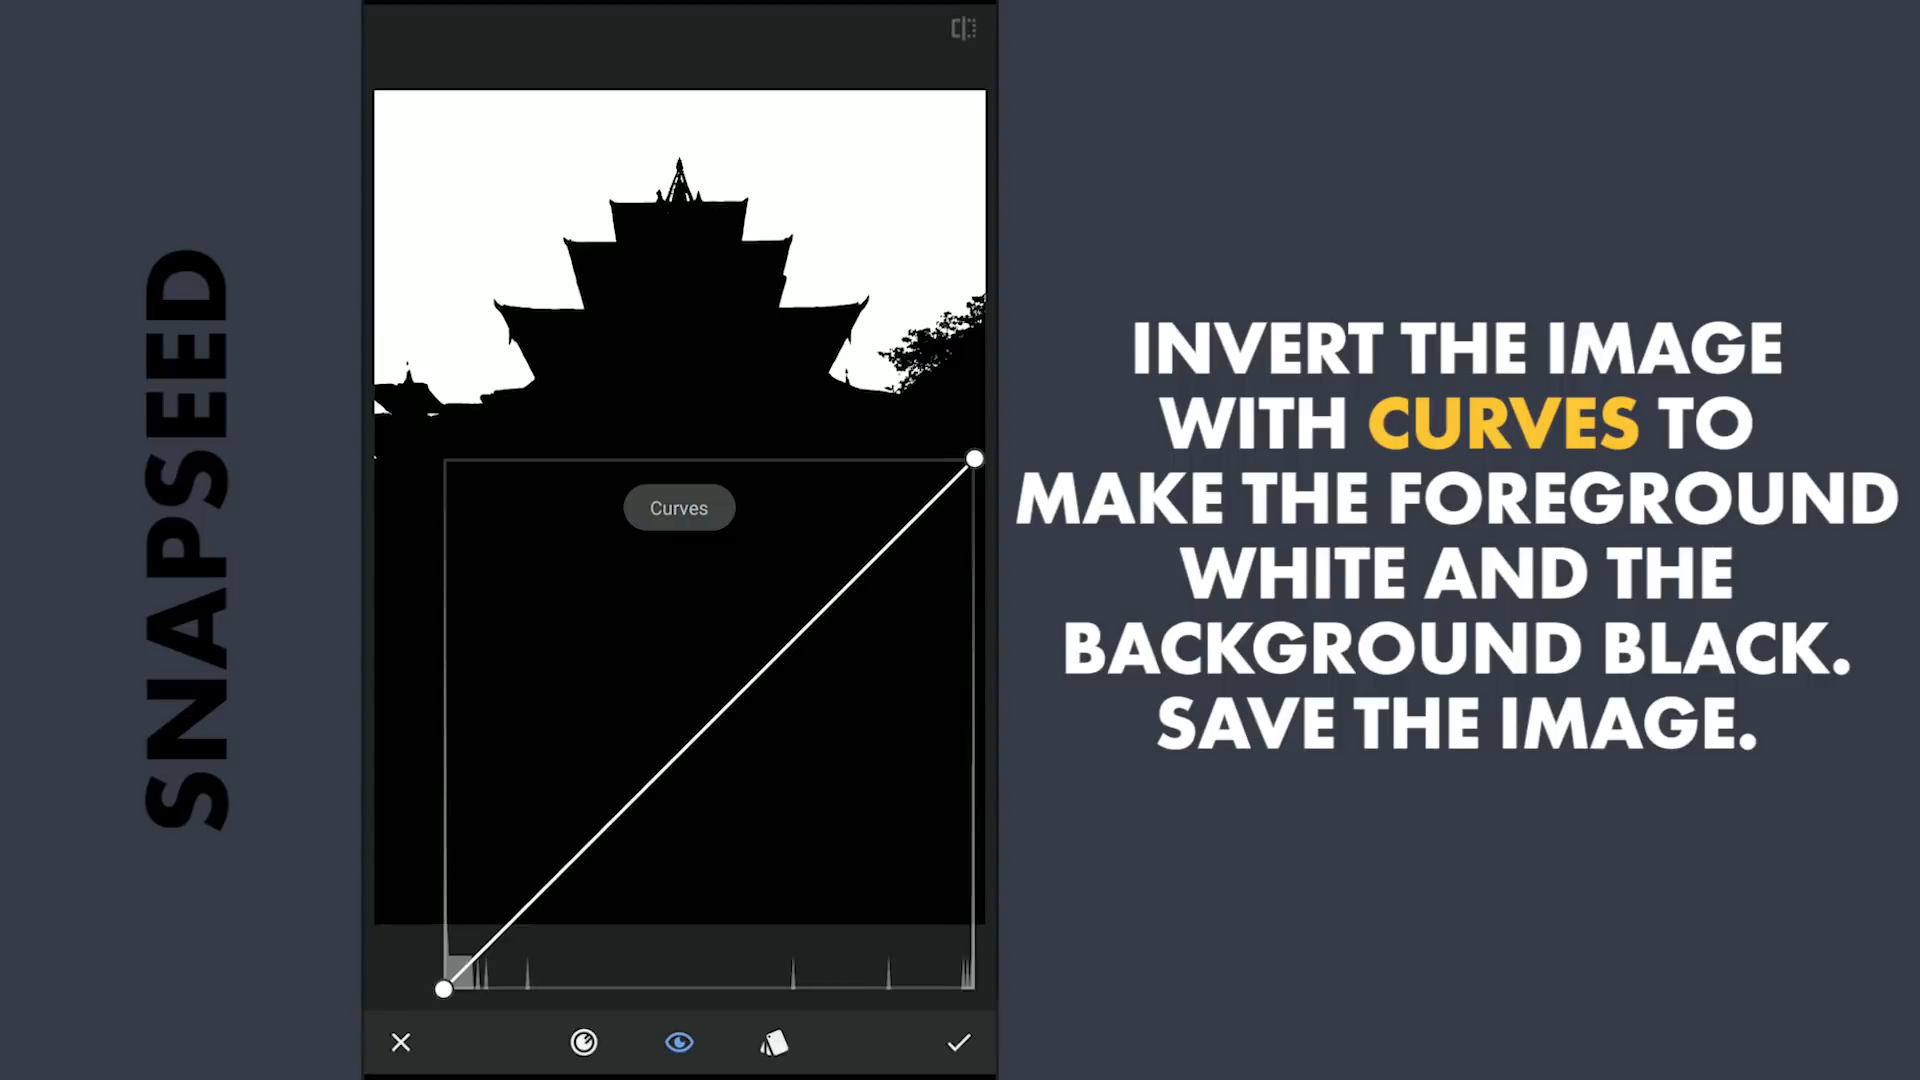 SNAPSEED
Curves
INVERT THE IMAGE
WITH CURVES TO
MAKE THE FOREGROUND
WHITE AND THE
BACKGROUND BLACK.
SAVE THE IMAGE.